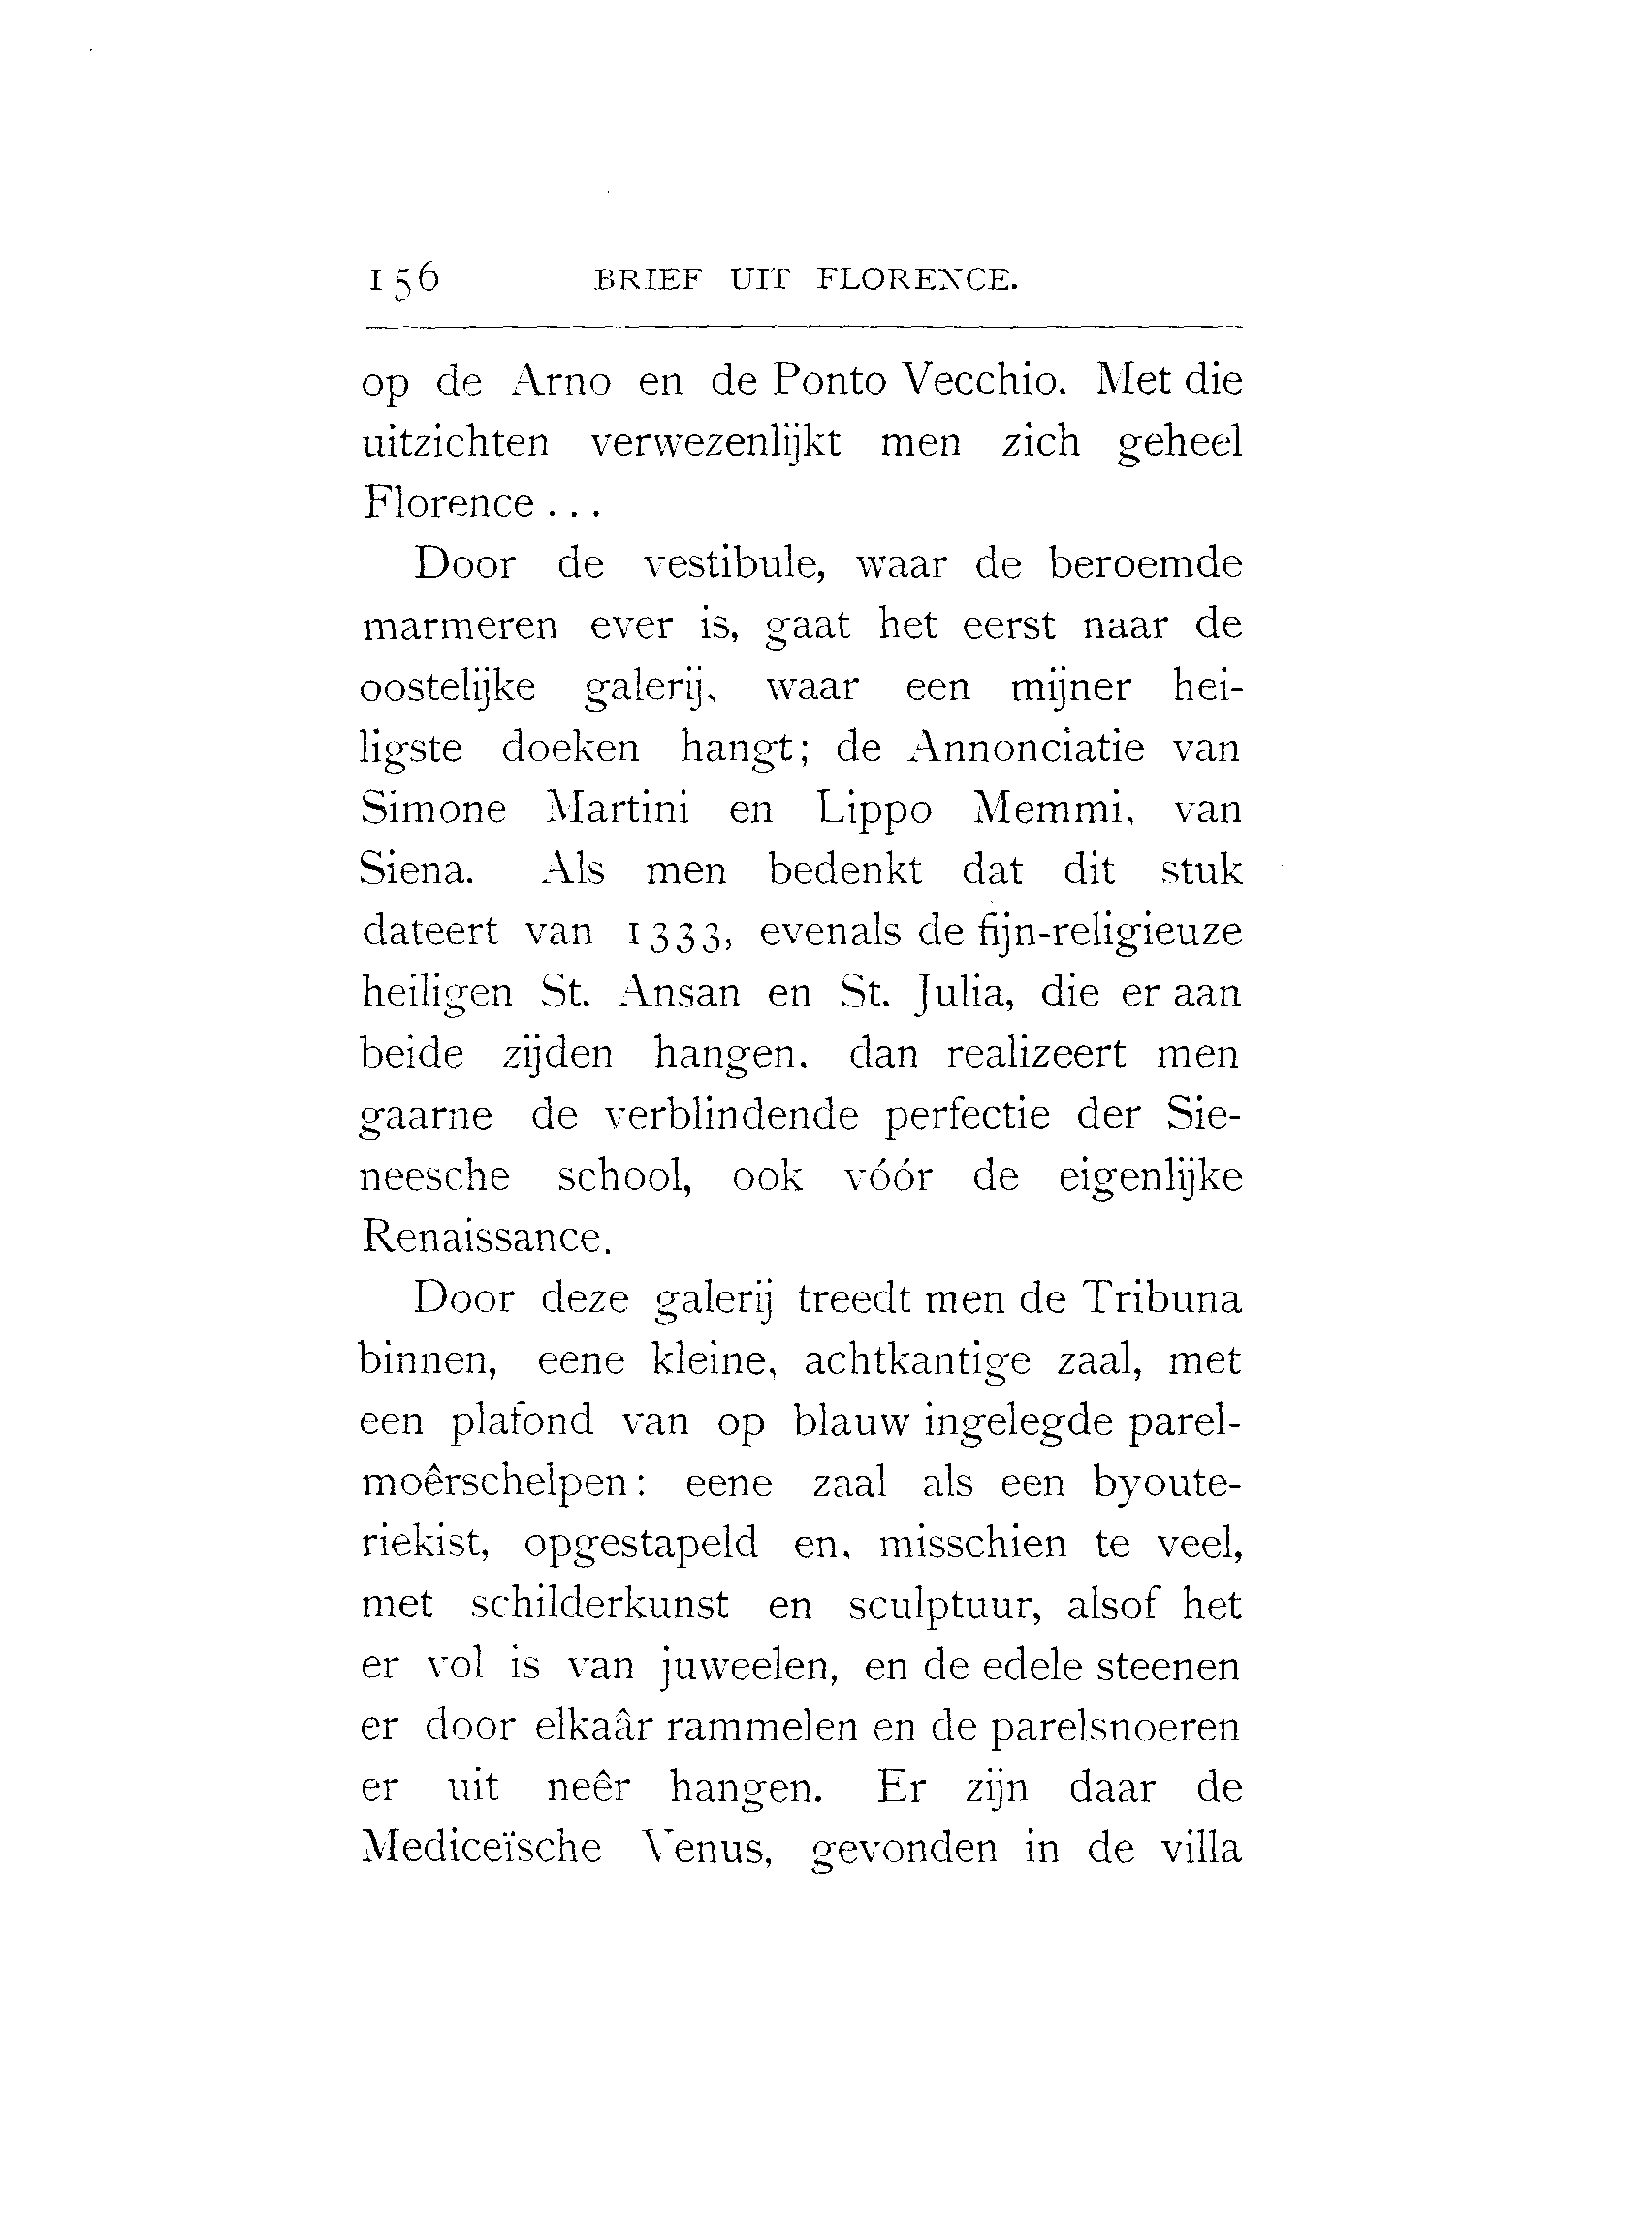 156 BRIEF UIT FLORENCE.
op de Arno en de Ponto Vecchio. Met die
uitzichten verwezenlijkt men zich geheel
Florence ...
Door de vestibule, waar de beroemde
marmeren ever is, gaat het eerst naar de
oostelijke galerij, waar een mijner hei-
ligste doeken hangt; de Annonciatie van
Simone Martini en Lippo Memmi, van
Siena. Als men bedenkt dat dit stuk
dateert van 1333, evenals de fijn-religieuze
heiligen St. Ansan en St. Julia, die er aan
beide zijden hangen, dan realizeert men
gaarne de verblindende perfectie der Sie-
neesche school, ook vóór de eigenlijke
Renaissance.
Door deze galerij treedt men de Tribuna
binnen, eene kleine, achtkantige zaal, met
een plafond van op blauw ingelegde parel-
moêrschelpen: eene zaal als een byoute-
riekist, opgestapeld en, misschien te veel,
met schilderkunst en sculptuur, alsof het
er vol is van juweelen, en de edele steenen
er door elkaâr rammelen en de parelsnoeren
er uit neêr hangen. Er zijn daar de
Mediceïsche Venus, gevonden in de villa